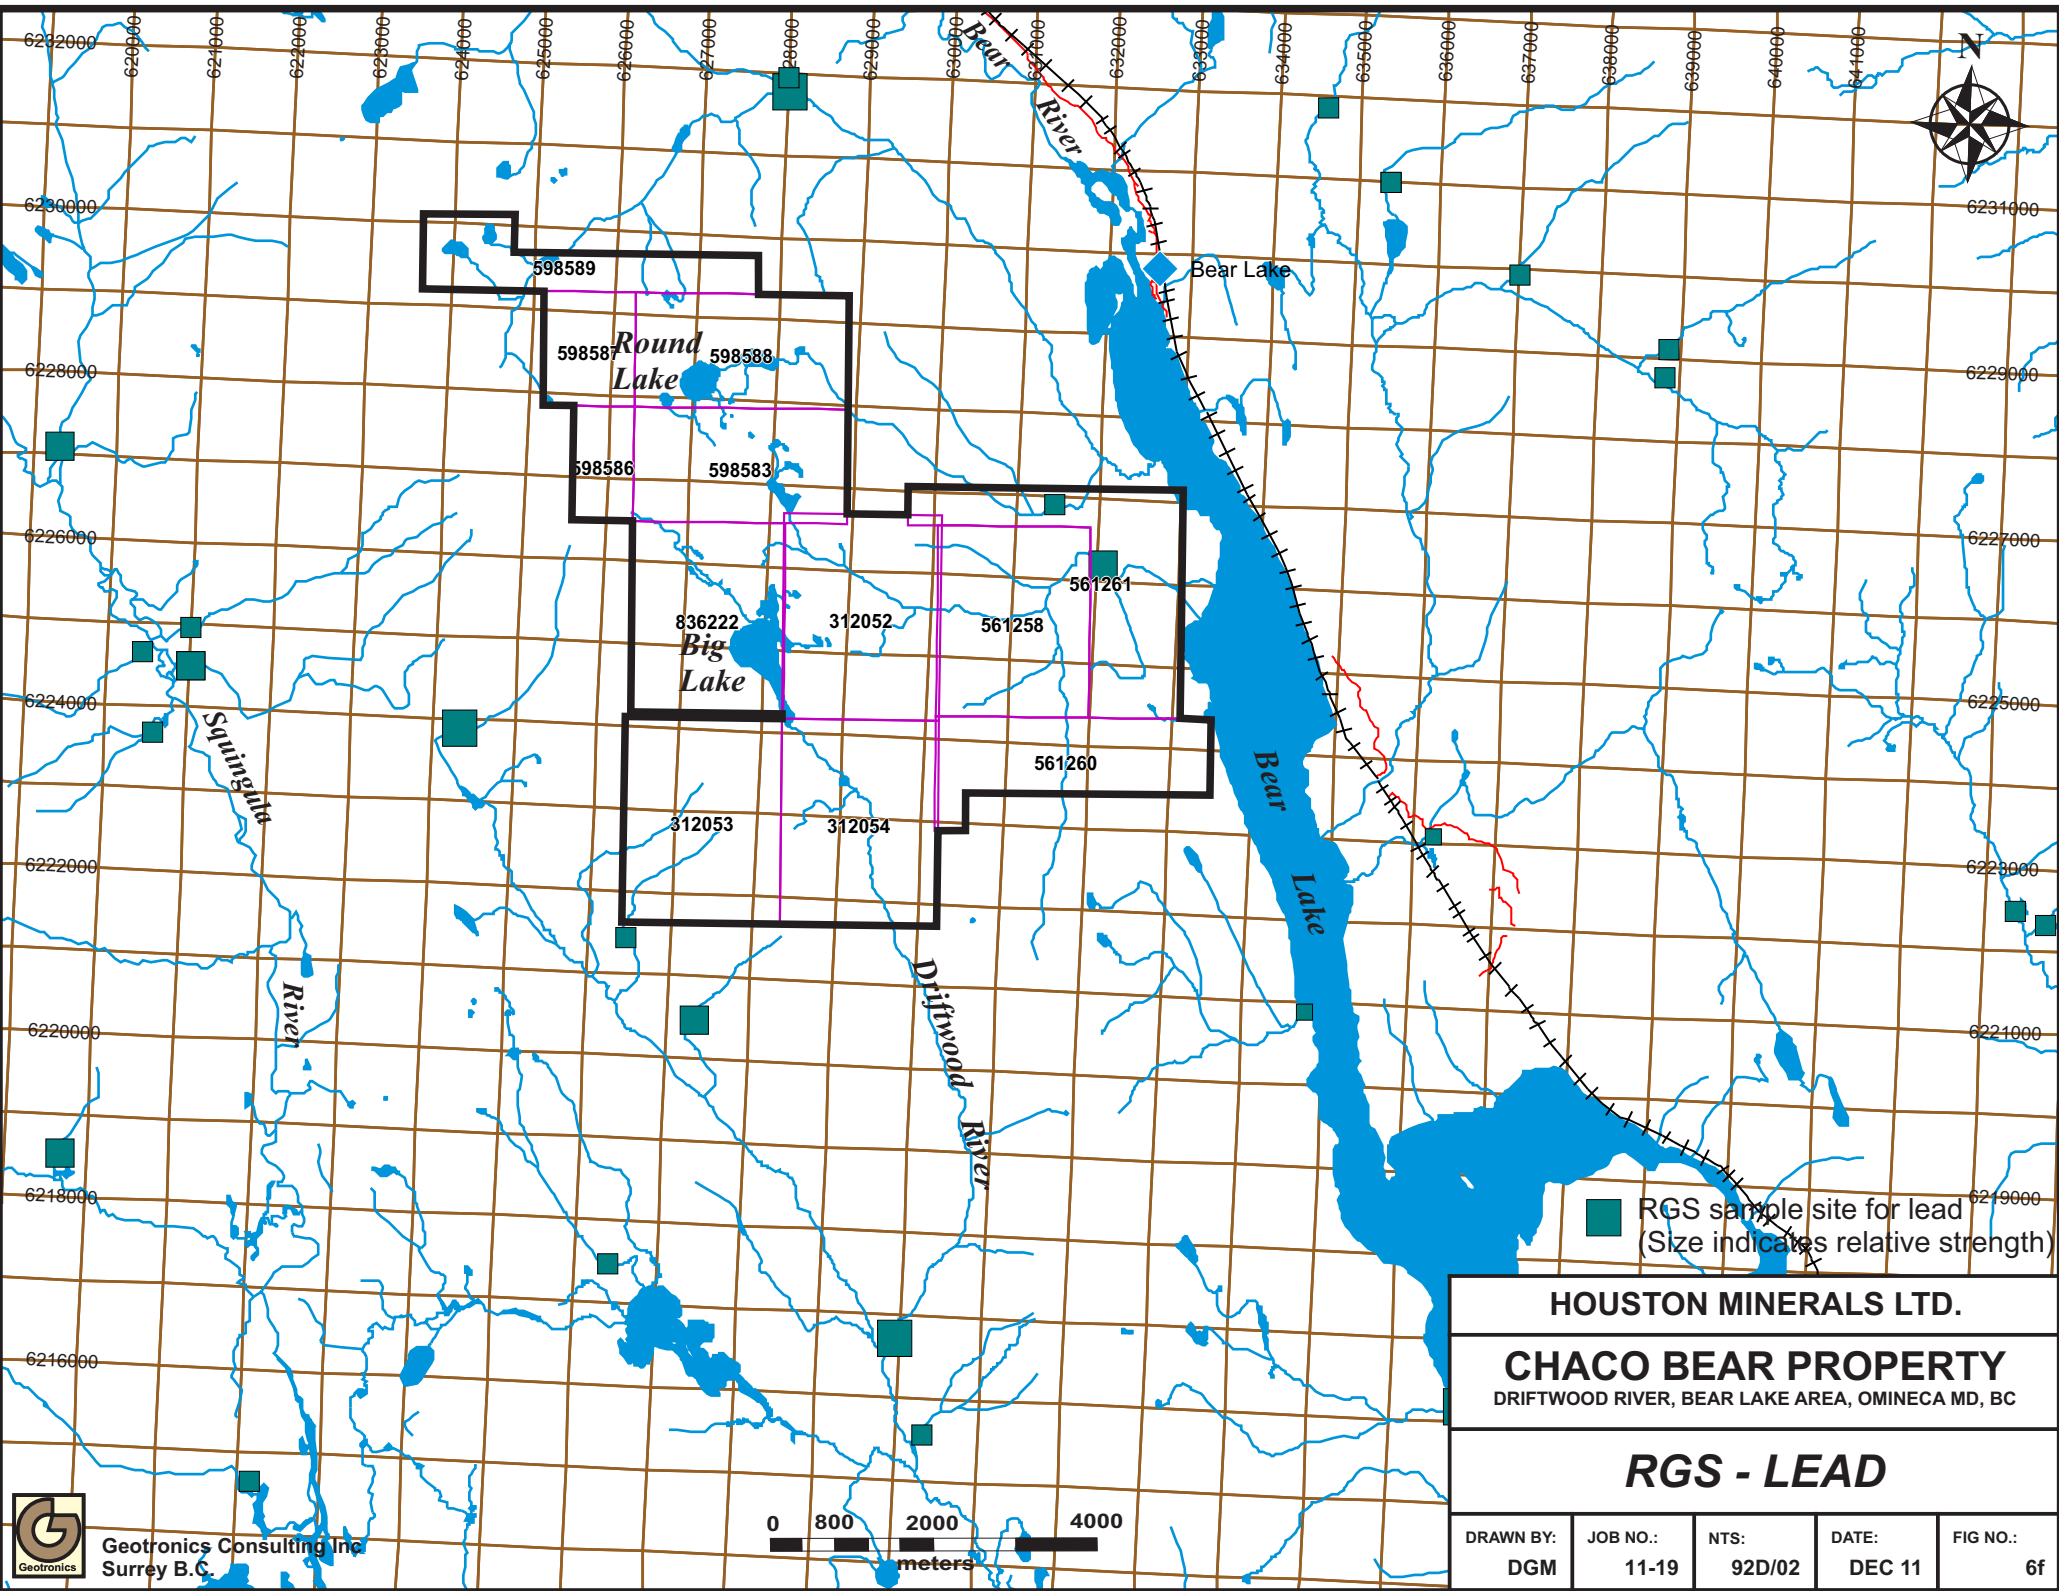 6232000
620000
621000
622000
623000
624000
625000
626000
627000
628000
629000
630000
631000
632000
633000
634000
635000
636000
637000
638000
639000
640000
641000
N
Bear
River
6230000
6231000
598589
Bear Lake
Round
Lake
598587
598588
6228000
6229000
598586
598583
6226000
6227000
561261
836222
312052
561258
Big
Lake
6224000
6225000
Squingula
River
Bear
Lake
561260
312053
312054
6222000
6223000
Driftwood
River
6220000
6221000
6218000
6219000
RGS sample site for lead
(Size indicates relative strength)
6216000
HOUSTON MINERALS LTD.
CHACO BEAR PROPERTY
DRIFTWOOD RIVER, BEAR LAKE AREA, OMINECA MD, BC
RGS - LEAD
DRAWN BY:
DGM
JOB NO.:
11-19
NTS:
92D/02
DATE:
DEC 11
FIG NO.:
6f
0 800 2000 4000
meters
Geotronics
Geotronics Consulting Inc
Surrey B.C.